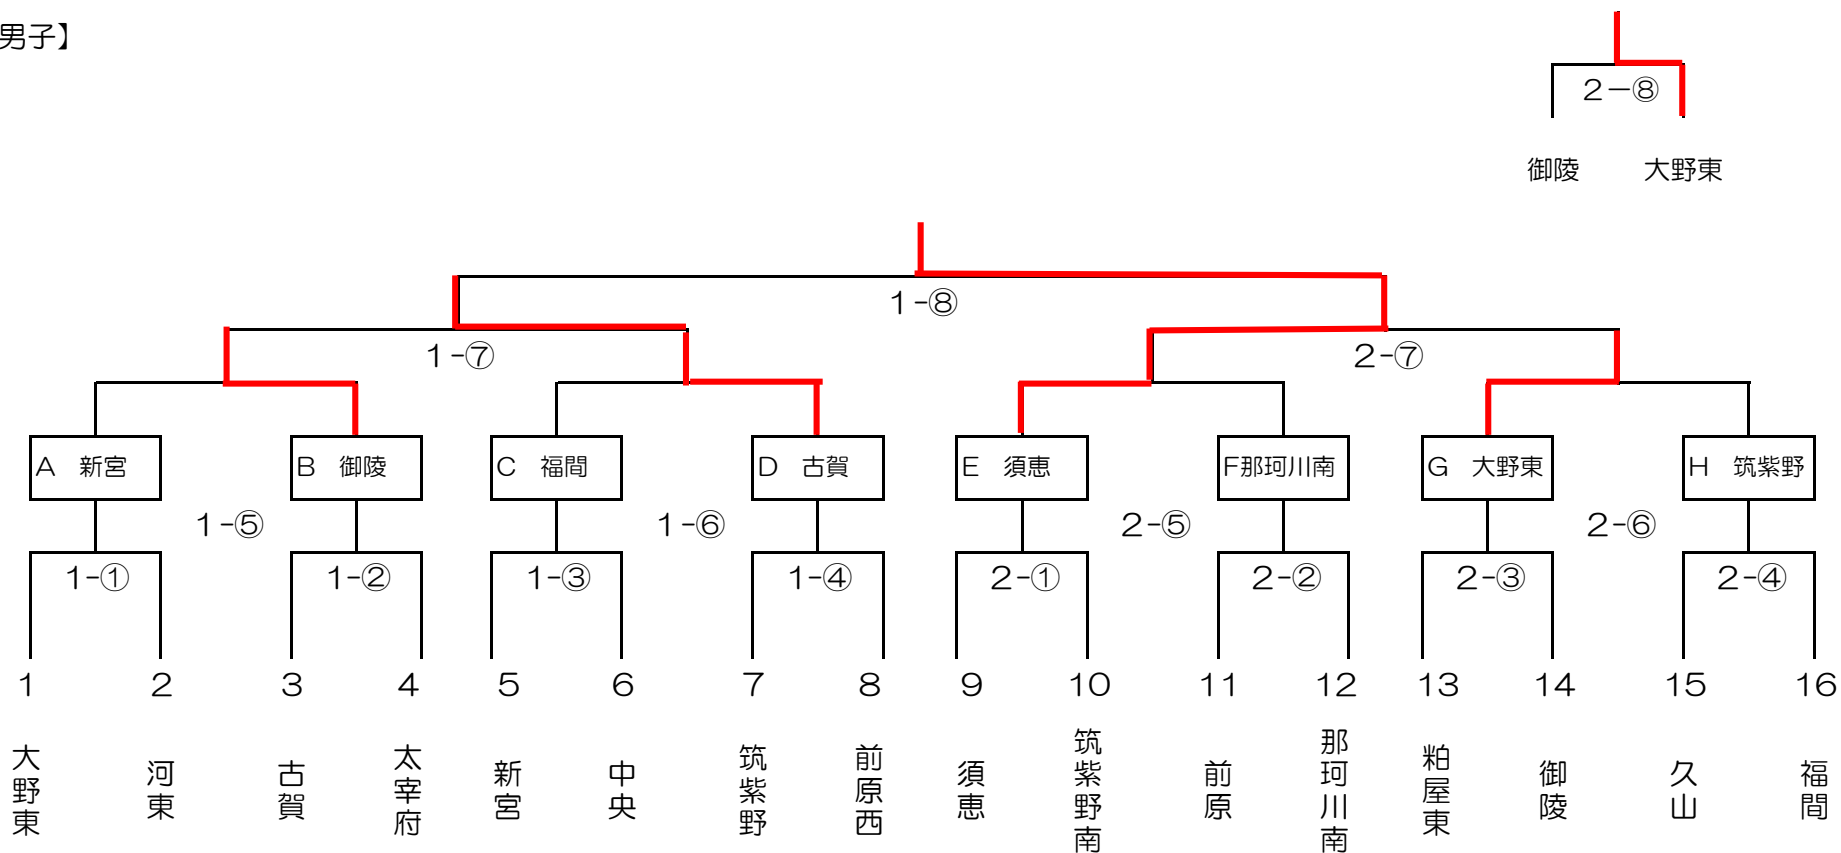 男子】
2-⑧
御陵 大野東
1-⑧
1-⑦ 2-⑦
A 新宮 B 御陵 C 福間 D 古賀 E 須恵 F那珂川南 G 大野東 H 筑紫野
1-⑤ 1-⑥ 2-⑤ 2-⑥
1-① 1-② 1-③ 1-④ 2-① 2-② 2-③ 2-④
1 2 3 4 5 6 7 8 9 10 11 12 13 14 15 16
大野東 河東 古賀 太宰府 新宮 中央 筑紫野 前原西 須恵 筑紫野南 前原 那珂川南 粕屋東 御陵 久山 福間